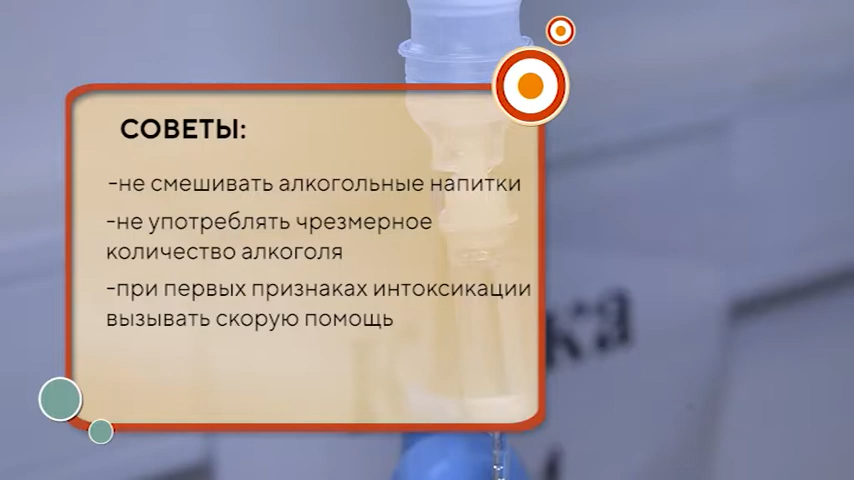 СОВЕТЫ:
-не смешивать алкогольные напитки
-не употреблять чрезмерное
количество алкоголя
-при первых признаках интоксикации
вызывать скорую помощь